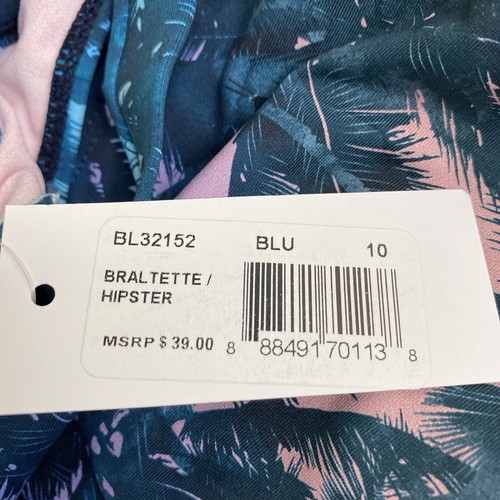 BL32152 BLU 10
BRALTETTE /
HIPSTER
MSRP $ 39.00
8 88491 70113 8